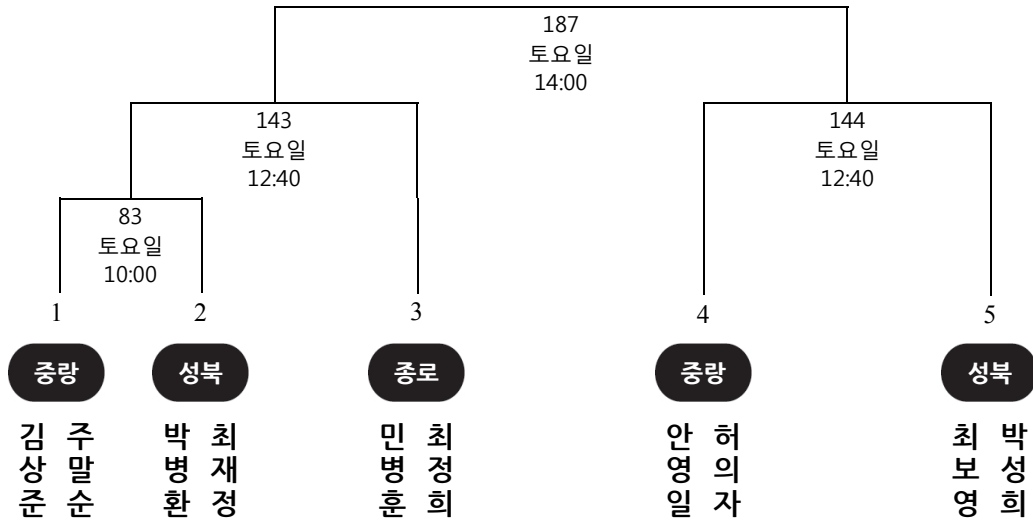 187
토요일
14:00
143
토요일
12:40
144
토요일
12:40
83
토요일
10:00
1 2 3 4 5
중랑 성북 종로 중랑 성북
김 주 박 최 민 최 안 허 최 박
상 말 병 재 병 정 영 의 보 성
준 순 환 정 훈 희 일 자 영 희